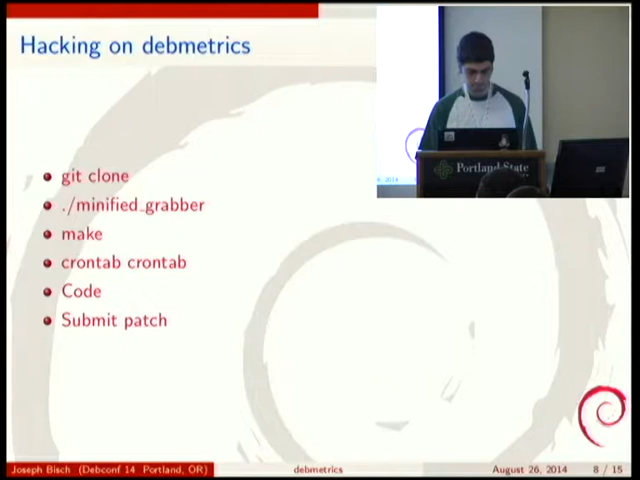 Hacking on debmetrics
git clone
./minified_grabber
make
crontab crontab
Code
Submit patch
Portland State
Joseph Bisch (Debconf 14 Portland, OR)
debmetrics
August 26, 2014
8 / 15